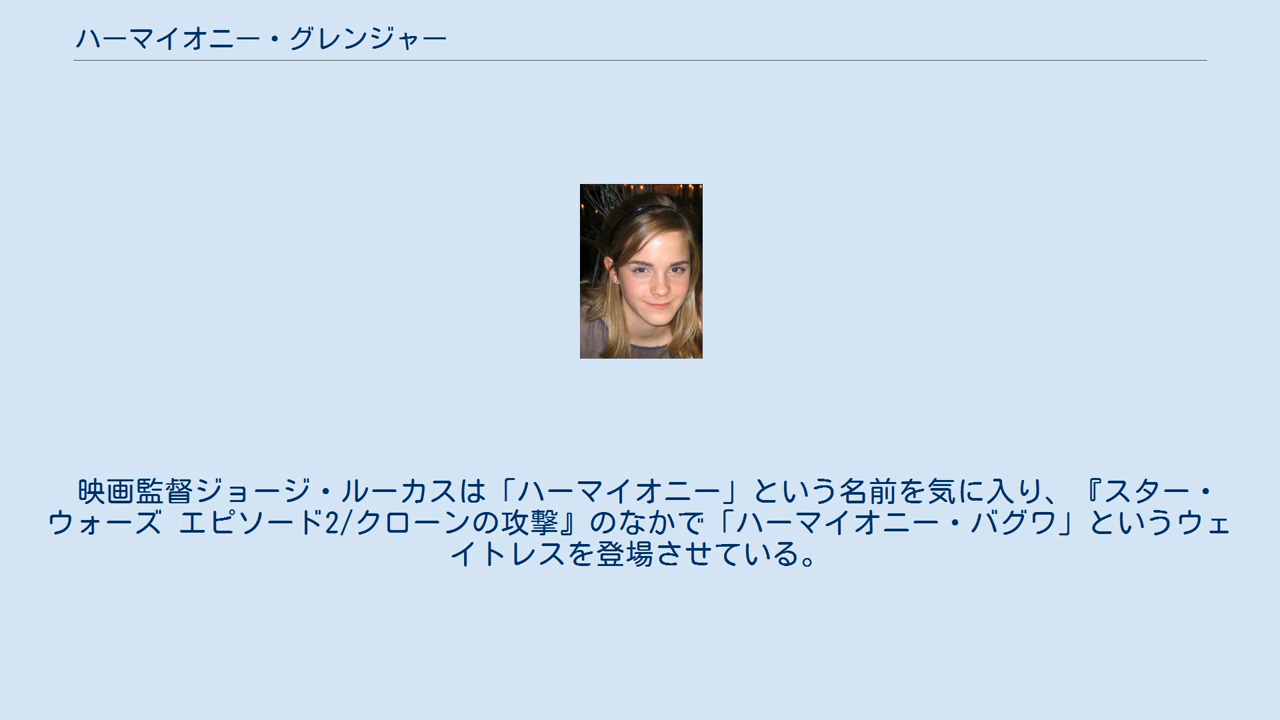 ハーマイオニー・グレンジャー
映画監督ジョージ・ルーカスは「ハーマイオニー」という名前を気に入り、『スター・
ウォーズ エピソード2/クローンの攻撃』のなかで「ハーマイオニー・バグワ」というウェ
イトレスを登場させている。